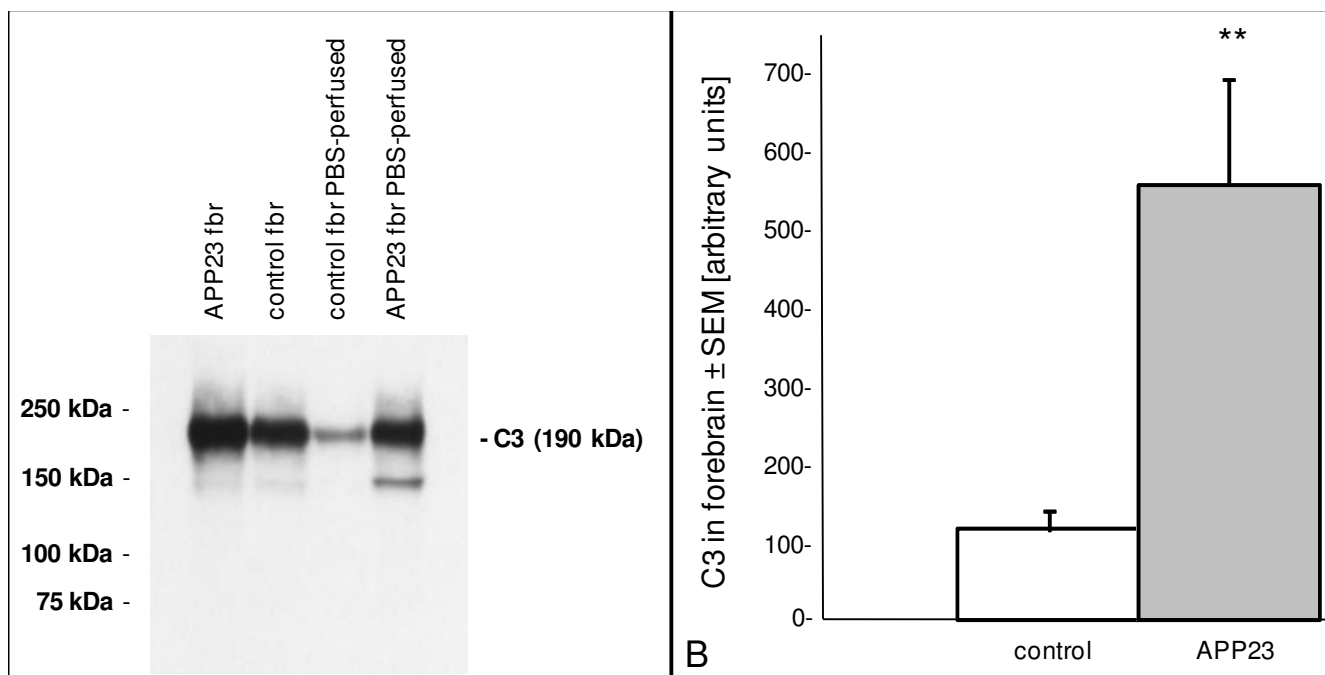 APP23 fbr
control fbr
control fbr PBS-perfused
APP23 fbr PBS-perfused
250 kDa -
- C3 (190 kDa)
150 kDa -
100 kDa -
75 kDa -
C3 in forebrain ± SEM [arbitrary units]
**
700-
600-
500-
400-
300-
200-
100-
0-
control APP23
B